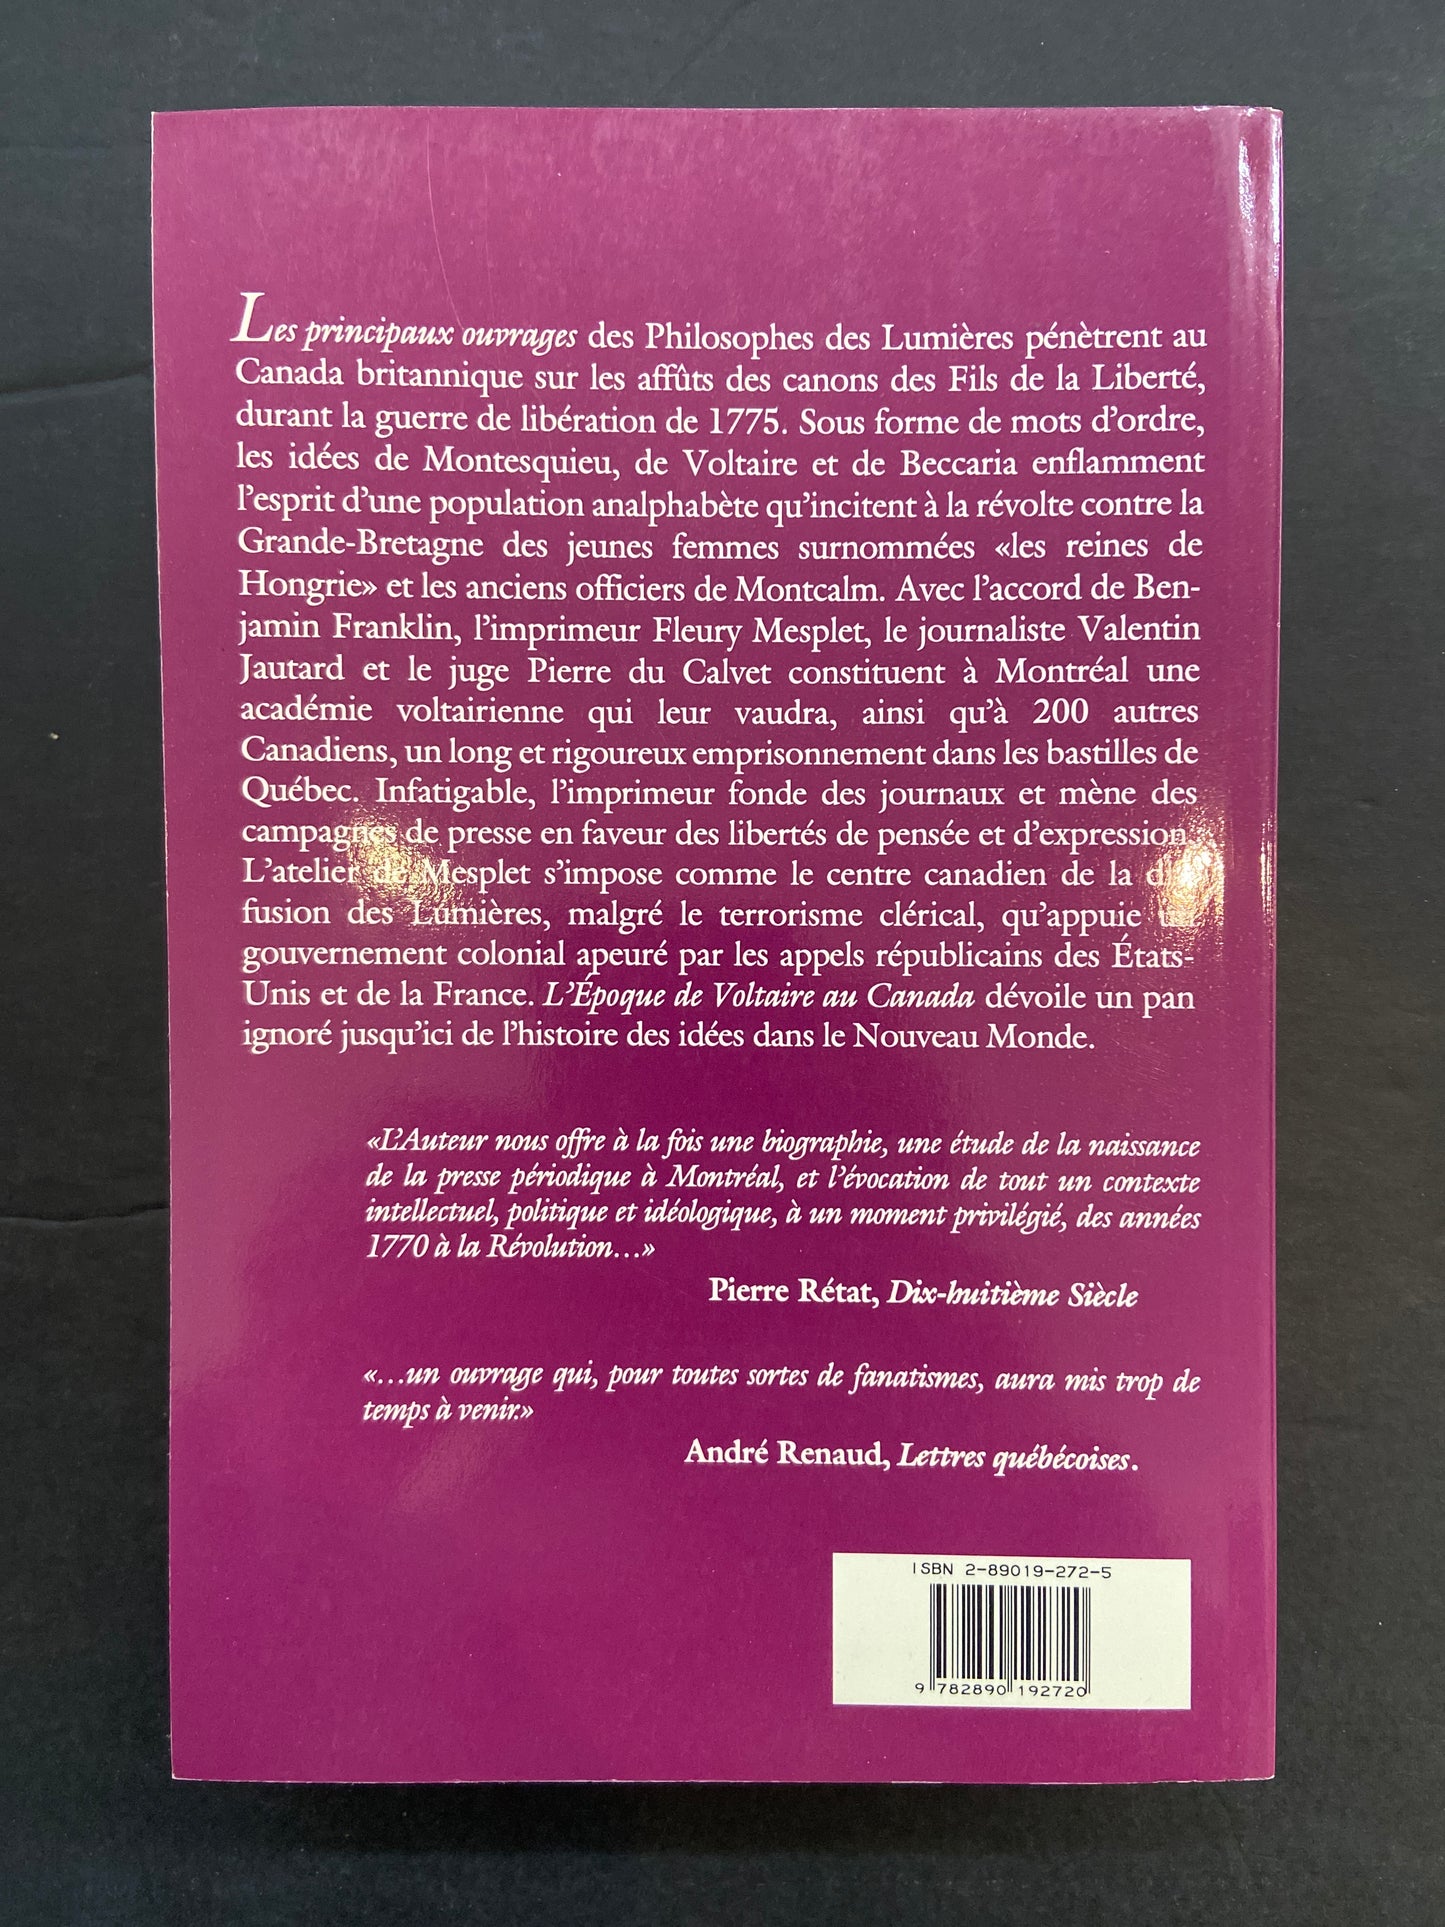 Les principaux ouvrages des Philosophes des Lumières pénètrent au
Canada britannique sur les affûts des canons des Fils de la Liberté,
durant la guerre de libération de 1775. Sous forme de mots d'ordre,
les idées de Montesquieu, de Voltaire et de Beccaria enflamment
l'esprit d'une population analphabète qu'incitent à la révolte contre la
Grande-Bretagne des jeunes femmes surnommées «les reines de
Hongrie» et les anciens officiers de Montcalm. Avec l'accord de Ben-
jamin Franklin, l'imprimeur Fleury Mesplet, le journaliste Valentin
Jautard et le juge Pierre du Calvet constituent à Montréal une
académie voltairienne qui leur vaudra, ainsi qu'à 200 autres
Canadiens, un long et rigoureux emprisonnement dans les bastilles de
Québec. Infatigable, l'imprimeur fonde des journaux et mène des
campagnes de presse en faveur des libertés de pensée et d'expression.
L'atelier de Mesplet s'impose comme le centre canadien de la dif-
fusion des Lumières, malgré le terrorisme clérical, qu'appuie un
gouvernement colonial apeuré par les appels républicains des États-
Unis et de la France. L'Époque de Voltaire au Canada dévoile un pan
ignoré jusqu'ici de l'histoire des idées dans le Nouveau Monde.
«L'Auteur nous offre à la fois une biographie, une étude de la naissance
de la presse périodique à Montréal, et l'évocation de tout un contexte
intellectuel, politique et idéologique, à un moment privilégié, des années
1770 à la Révolution...»
Pierre Rétat, Dix-huitième Siècle
«...un ouvrage qui, pour toutes sortes de fanatismes, aura mis trop de
temps à venir.»
André Renaud, Lettres québécoises.
ISBN 2-89019-272-5
9 782890 192720